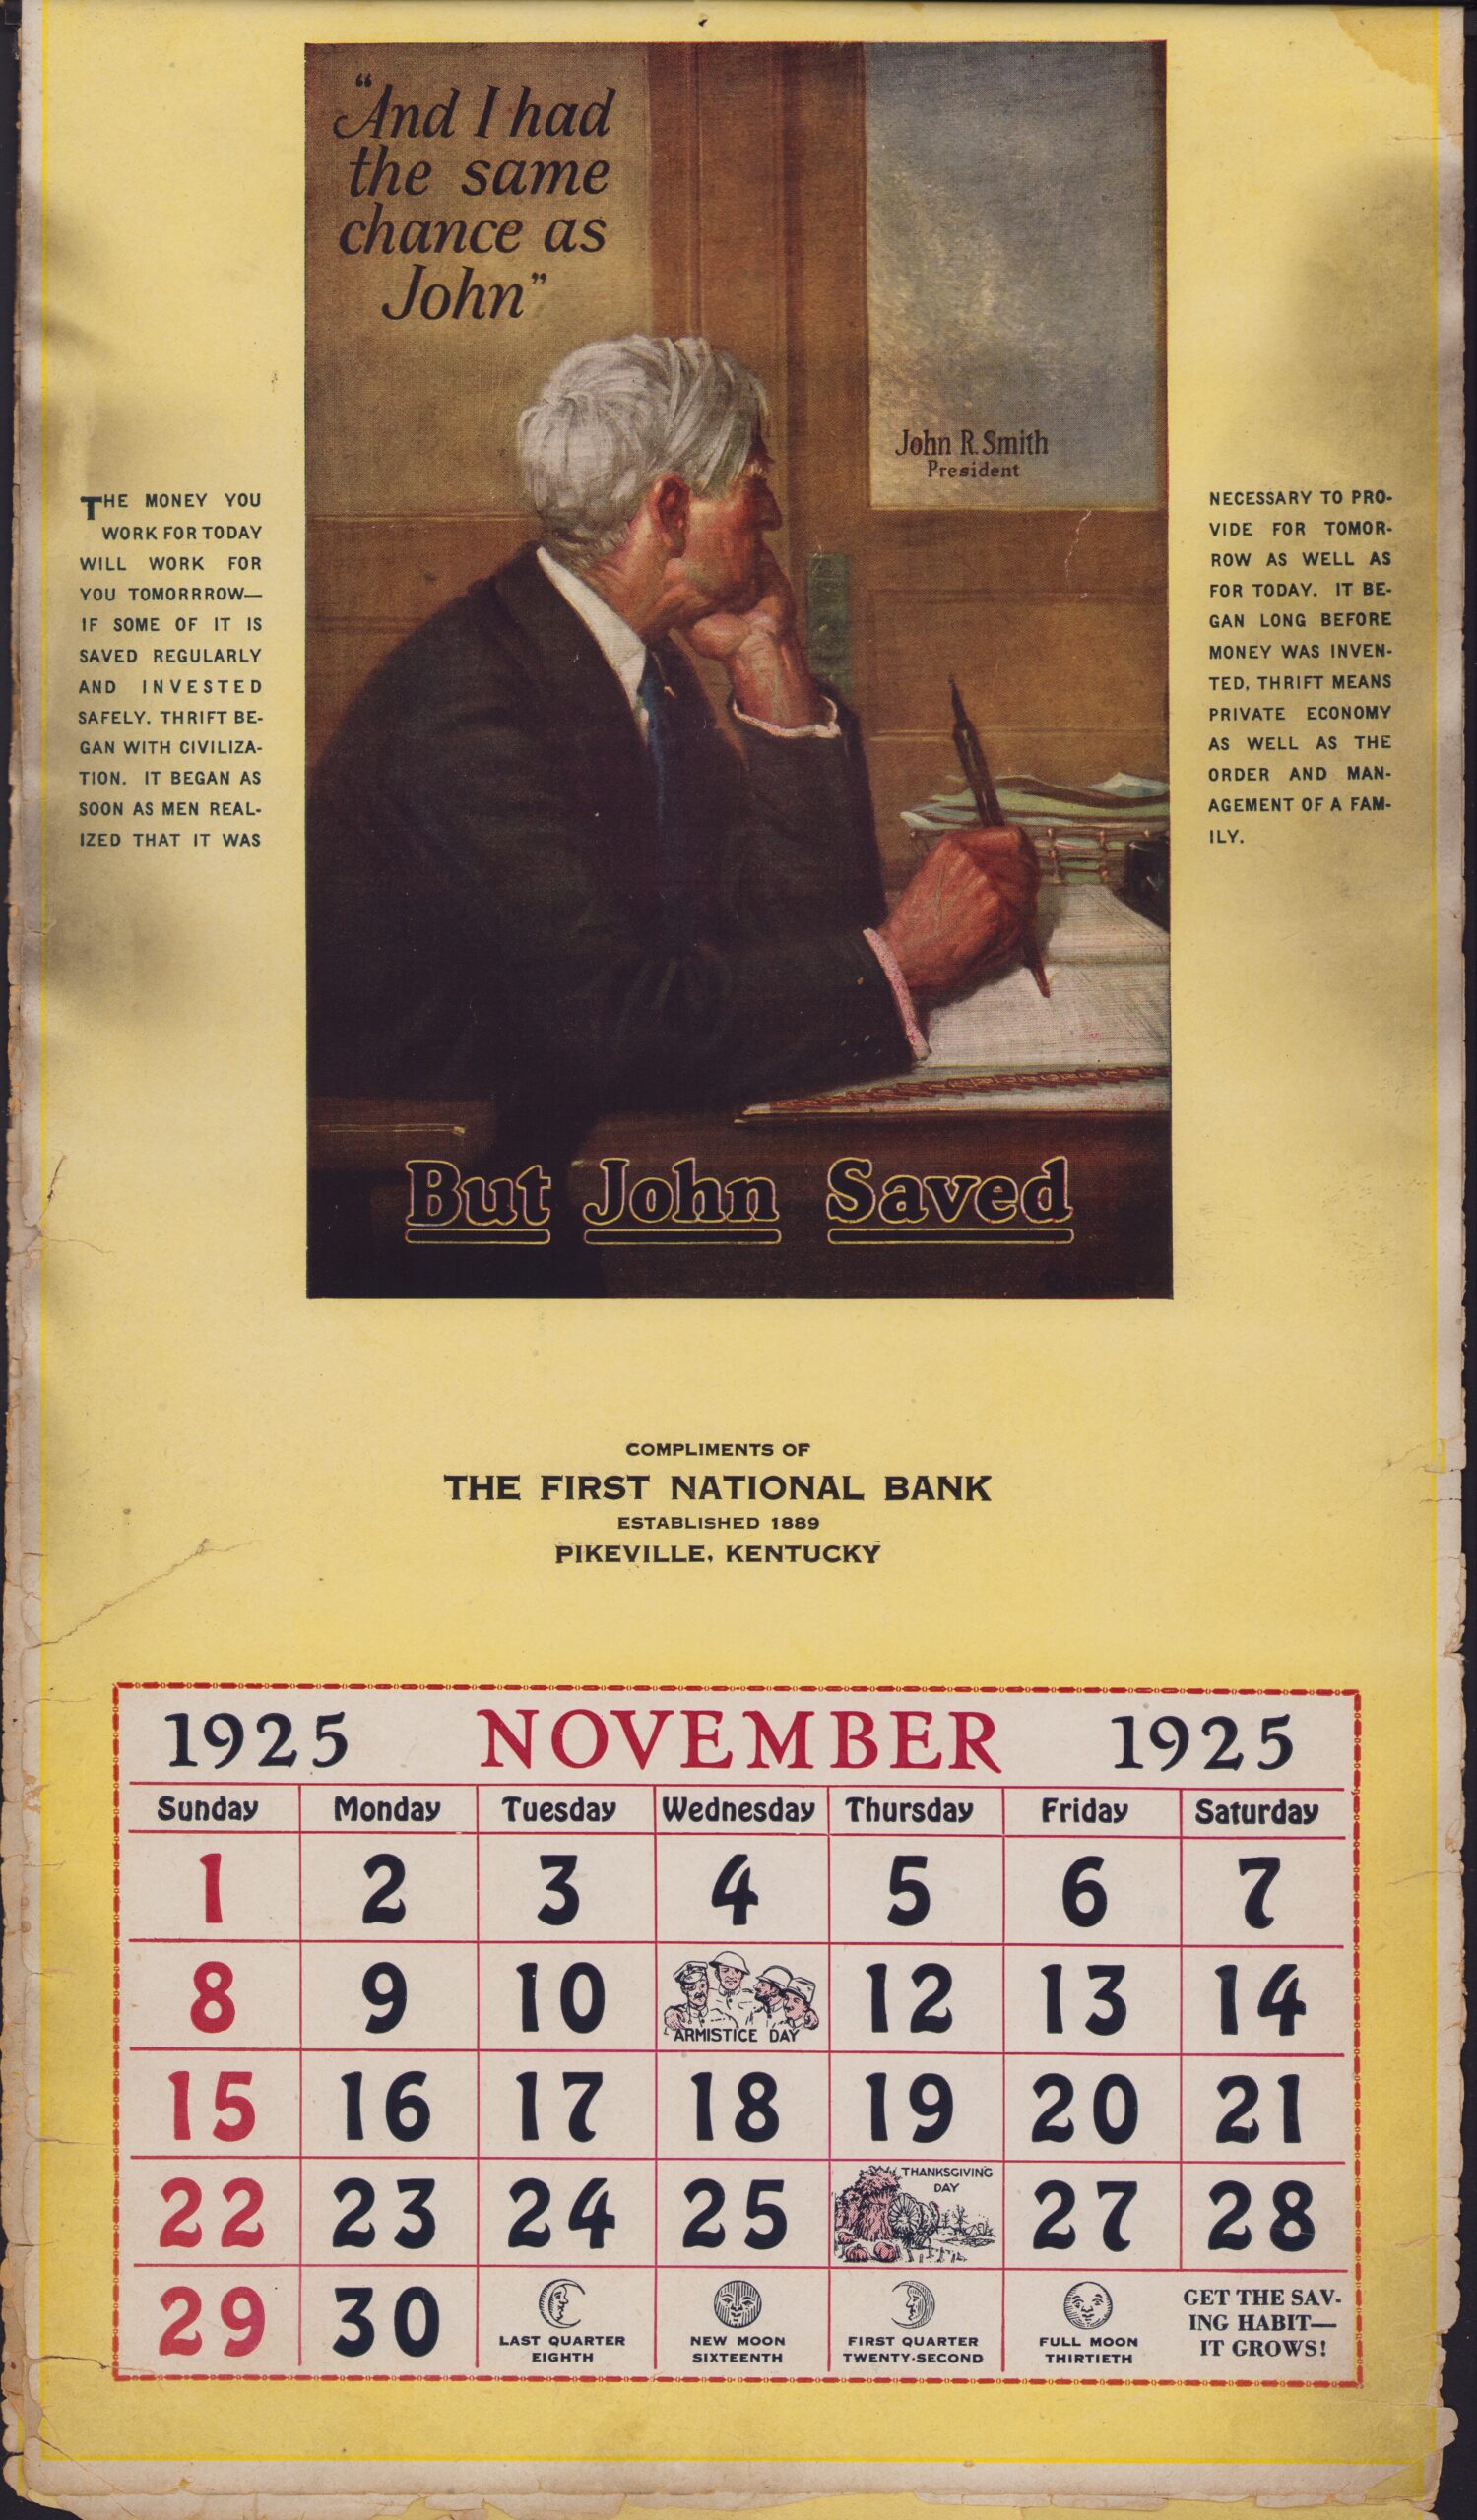 "And I had
the same
chance as
John"
John R. Smith
President
THE MONEY YOU
WORK FOR TODAY
WILL WORK FOR
YOU TOMORRROW—
IF SOME OF IT IS
SAVED REGULARLY
AND INVESTED
SAFELY. THRIFT BE-
GAN WITH CIVILIZA-
TION. IT BEGAN AS
SOON AS MEN REAL-
IZED THAT IT WAS
NECESSARY TO PRO-
VIDE FOR TOMOR-
ROW AS WELL AS
FOR TODAY. IT BE-
GAN LONG BEFORE
MONEY WAS INVEN-
TED, THRIFT MEANS
PRIVATE ECONOMY
AS WELL AS THE
ORDER AND MAN-
AGEMENT OF A FAM-
ILY.
But John Saved
COMPLIMENTS OF
THE FIRST NATIONAL BANK
ESTABLISHED 1889
PIKEVILLE, KENTUCKY
1925 NOVEMBER 1925
Sunday Monday Tuesday Wednesday Thursday Friday Saturday
1 2 3 4 5 6 7
8 9 10 ARMISTICE DAY 12 13 14
15 16 17 18 19 20 21
22 23 24 25 THANKSGIVING DAY 27 28
29 30
LAST QUARTER
EIGHTH
NEW MOON
SIXTEENTH
FIRST QUARTER
TWENTY-SECOND
FULL MOON
THIRTIETH
GET THE SAV-
ING HABIT—
IT GROWS!